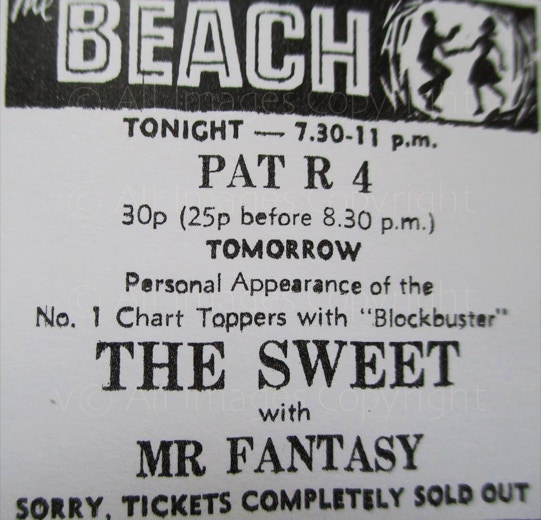 The
BEACH
TONIGHT — 7.30-11 p.m.
PAT R 4
30p (25p before 8.30 p.m.)
TOMORROW
Personal Appearance of the
No. 1 Chart Toppers with "Blockbuster"
THE SWEET
with
MR FANTASY
SORRY, TICKETS COMPLETELY SOLD OUT